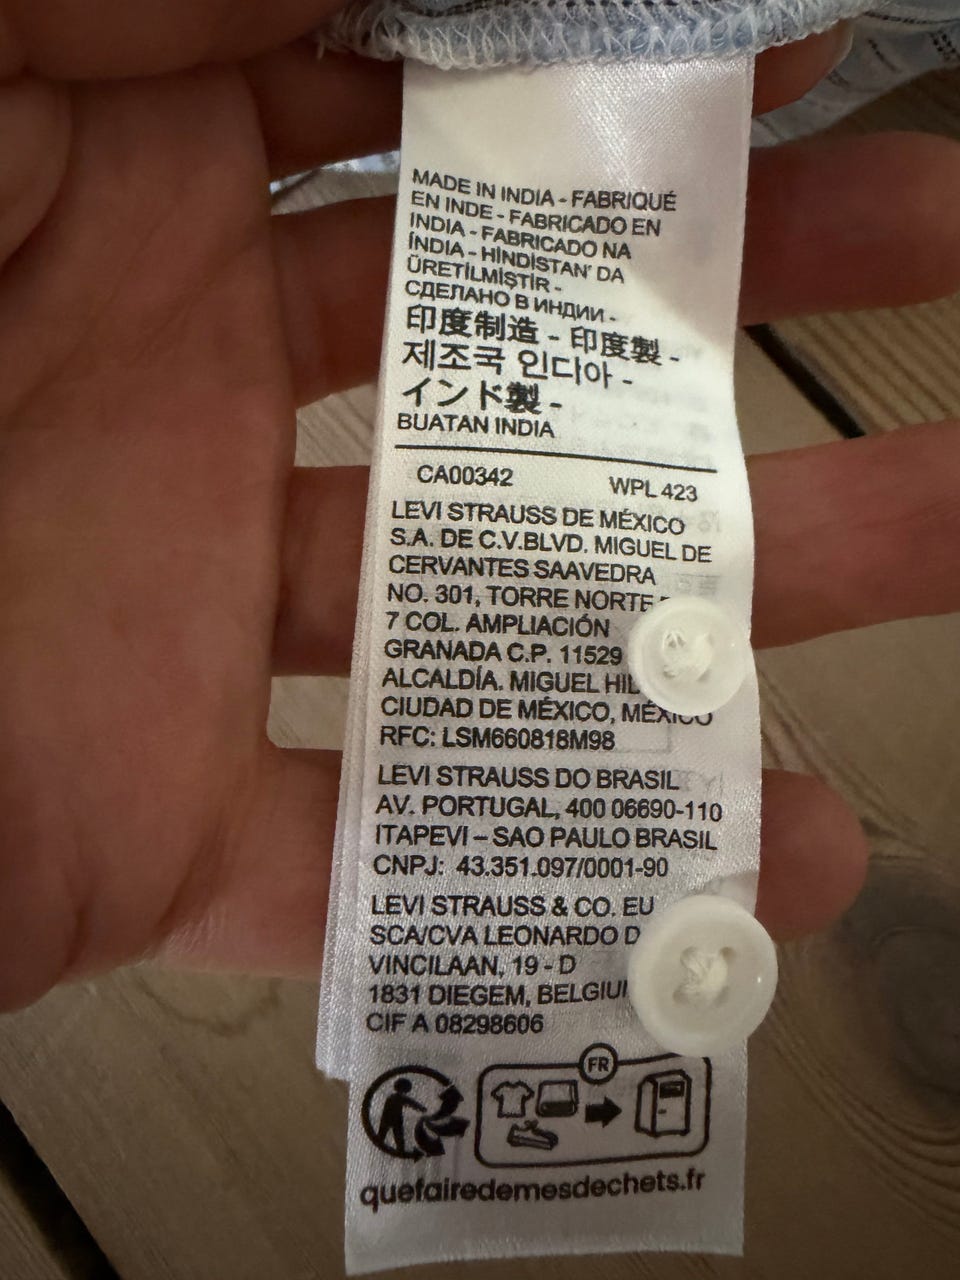 MADE IN INDIA - FABRIQUÉ
EN INDE - FABRICADO EN
INDIA - FABRICADO NA
ÍNDIA - HİNDİSTAN' DA
ÜRETİLMİŞTİR -
СДЕЛАНО В ИНДИИ -
印度制造 - 印度製 -
제조국 인디아 -
インド製 -
BUATAN INDIA
CA00342 WPL 423
LEVI STRAUSS DE MÉXICO
S.A. DE C.V.BLVD. MIGUEL DE
CERVANTES SAAVEDRA
NO. 301, TORRE NORTE
7 COL. AMPLIACIÓN
GRANADA C.P. 11529
ALCALDÍA. MIGUEL
CIUDAD DE MÉXICO, MÉXICO
RFC: LSM660818M98
LEVI STRAUSS DO BRASIL
AV. PORTUGAL, 400 06690-110
ITAPEVI – SAO PAULO BRASIL
CNPJ: 43.351.097/0001-90
LEVI STRAUSS & CO. EU
SCA/CVA LEONARDO
VINCILAAN, 19 - D
1831 DIEGEM,
CIF A 08298606
FR
quefairedemesdechets.fr